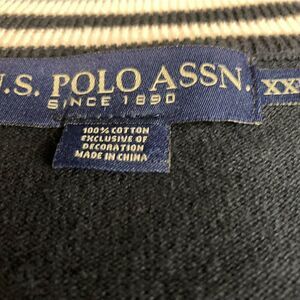 U.S. POLO ASSN. XX
SINCE 1890
100% COTTON
EXCLUSIVE OF
DECORATION
MADE IN CHINA